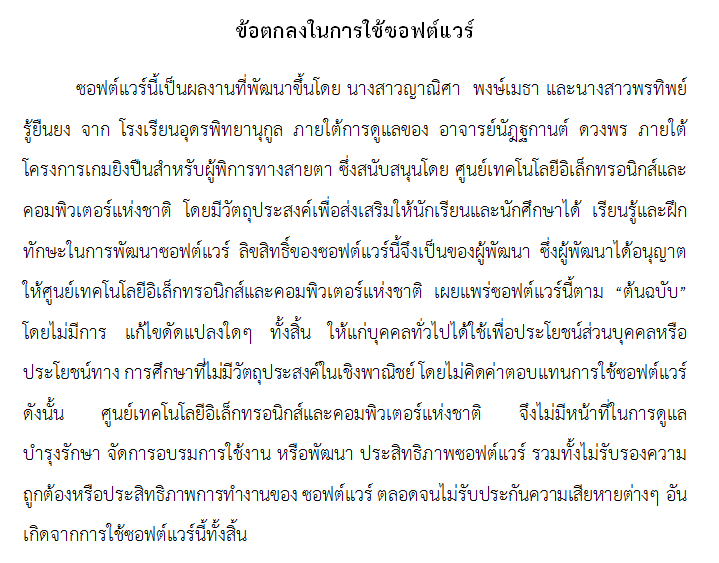 ข้อตกลงในการใช้ซอฟต์แวร์
ซอฟต์แวร์นี้เป็นผลงานที่พัฒนาขึ้นโดย นางสาวญาณิศา พงษ์เมธา และนางสาวพรทิพย์
รู้ยืนยง จาก โรงเรียนอุดรพิทยานุกูล ภายใต้การดูแลของ อาจารย์นัฎฐกานต์ ดวงพร ภายใต้
โครงการเกมยิงปืนสำหรับผู้พิการทางสายตา ซึ่งสนับสนุนโดย ศูนย์เทคโนโลยีอิเล็กทรอนิกส์และ
คอมพิวเตอร์แห่งชาติ โดยมีวัตถุประสงค์เพื่อส่งเสริมให้นักเรียนและนักศึกษาได้ เรียนรู้และฝึก
ทักษะในการพัฒนาซอฟต์แวร์ ลิขสิทธิ์ของซอฟต์แวร์นี้จึงเป็นของผู้พัฒนา ซึ่งผู้พัฒนาได้อนุญาต
ให้ศูนย์เทคโนโลยีอิเล็กทรอนิกส์และคอมพิวเตอร์แห่งชาติ เผยแพร่ซอฟต์แวร์นี้ตาม “ต้นฉบับ”
โดยไม่มีการ แก้ไขดัดแปลงใดๆ ทั้งสิ้น ให้แก่บุคคลทั่วไปได้ใช้เพื่อประโยชน์ส่วนบุคคลหรือ
ประโยชน์ทาง การศึกษาที่ไม่มีวัตถุประสงค์ในเชิงพาณิชย์ โดยไม่คิดค่าตอบแทนการใช้ซอฟต์แวร์
ดังนั้น ศูนย์เทคโนโลยีอิเล็กทรอนิกส์และคอมพิวเตอร์แห่งชาติ จึงไม่มีหน้าที่ในการดูแล
บำรุงรักษา จัดการอบรมการใช้งาน หรือพัฒนา ประสิทธิภาพซอฟต์แวร์ รวมทั้งไม่รับรองความ
ถูกต้องหรือประสิทธิภาพการทำงานของ ซอฟต์แวร์ ตลอดจนไม่รับประกันความเสียหายต่างๆ อัน
เกิดจากการใช้ซอฟต์แวร์นี้ทั้งสิ้น